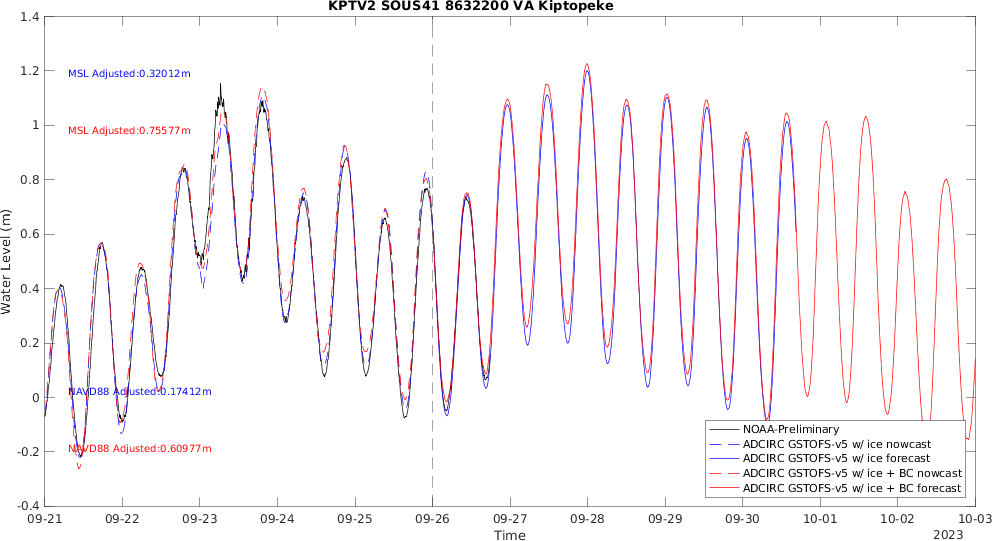 KPTV2 SOUS41 8632200 VA Kiptopeke
1.4
1.2
1
0.8
0.6
0.4
0.2
0
-0.2
-0.4
Water Level (m)
MSL Adjusted:0.32012m
MSL Adjusted:0.75577m
NAVD88 Adjusted:0.17412m
NAVD88 Adjusted:0.60977m
NOAA-Preliminary
ADCIRC GSTOFS-v5 w/ ice nowcast
ADCIRC GSTOFS-v5 w/ ice forecast
ADCIRC GSTOFS-v5 w/ ice + BC nowcast
ADCIRC GSTOFS-v5 w/ ice + BC forecast
09-21 09-22 09-23 09-24 09-25 09-26 09-27 09-28 09-29 09-30 10-01 10-02 10-03
Time
2023